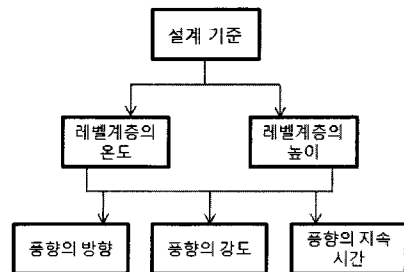 설계 기준
레벨계층의
온도
레벨계층의
높이
풍향의 방향
풍향의 강도
풍향의 지속
시간